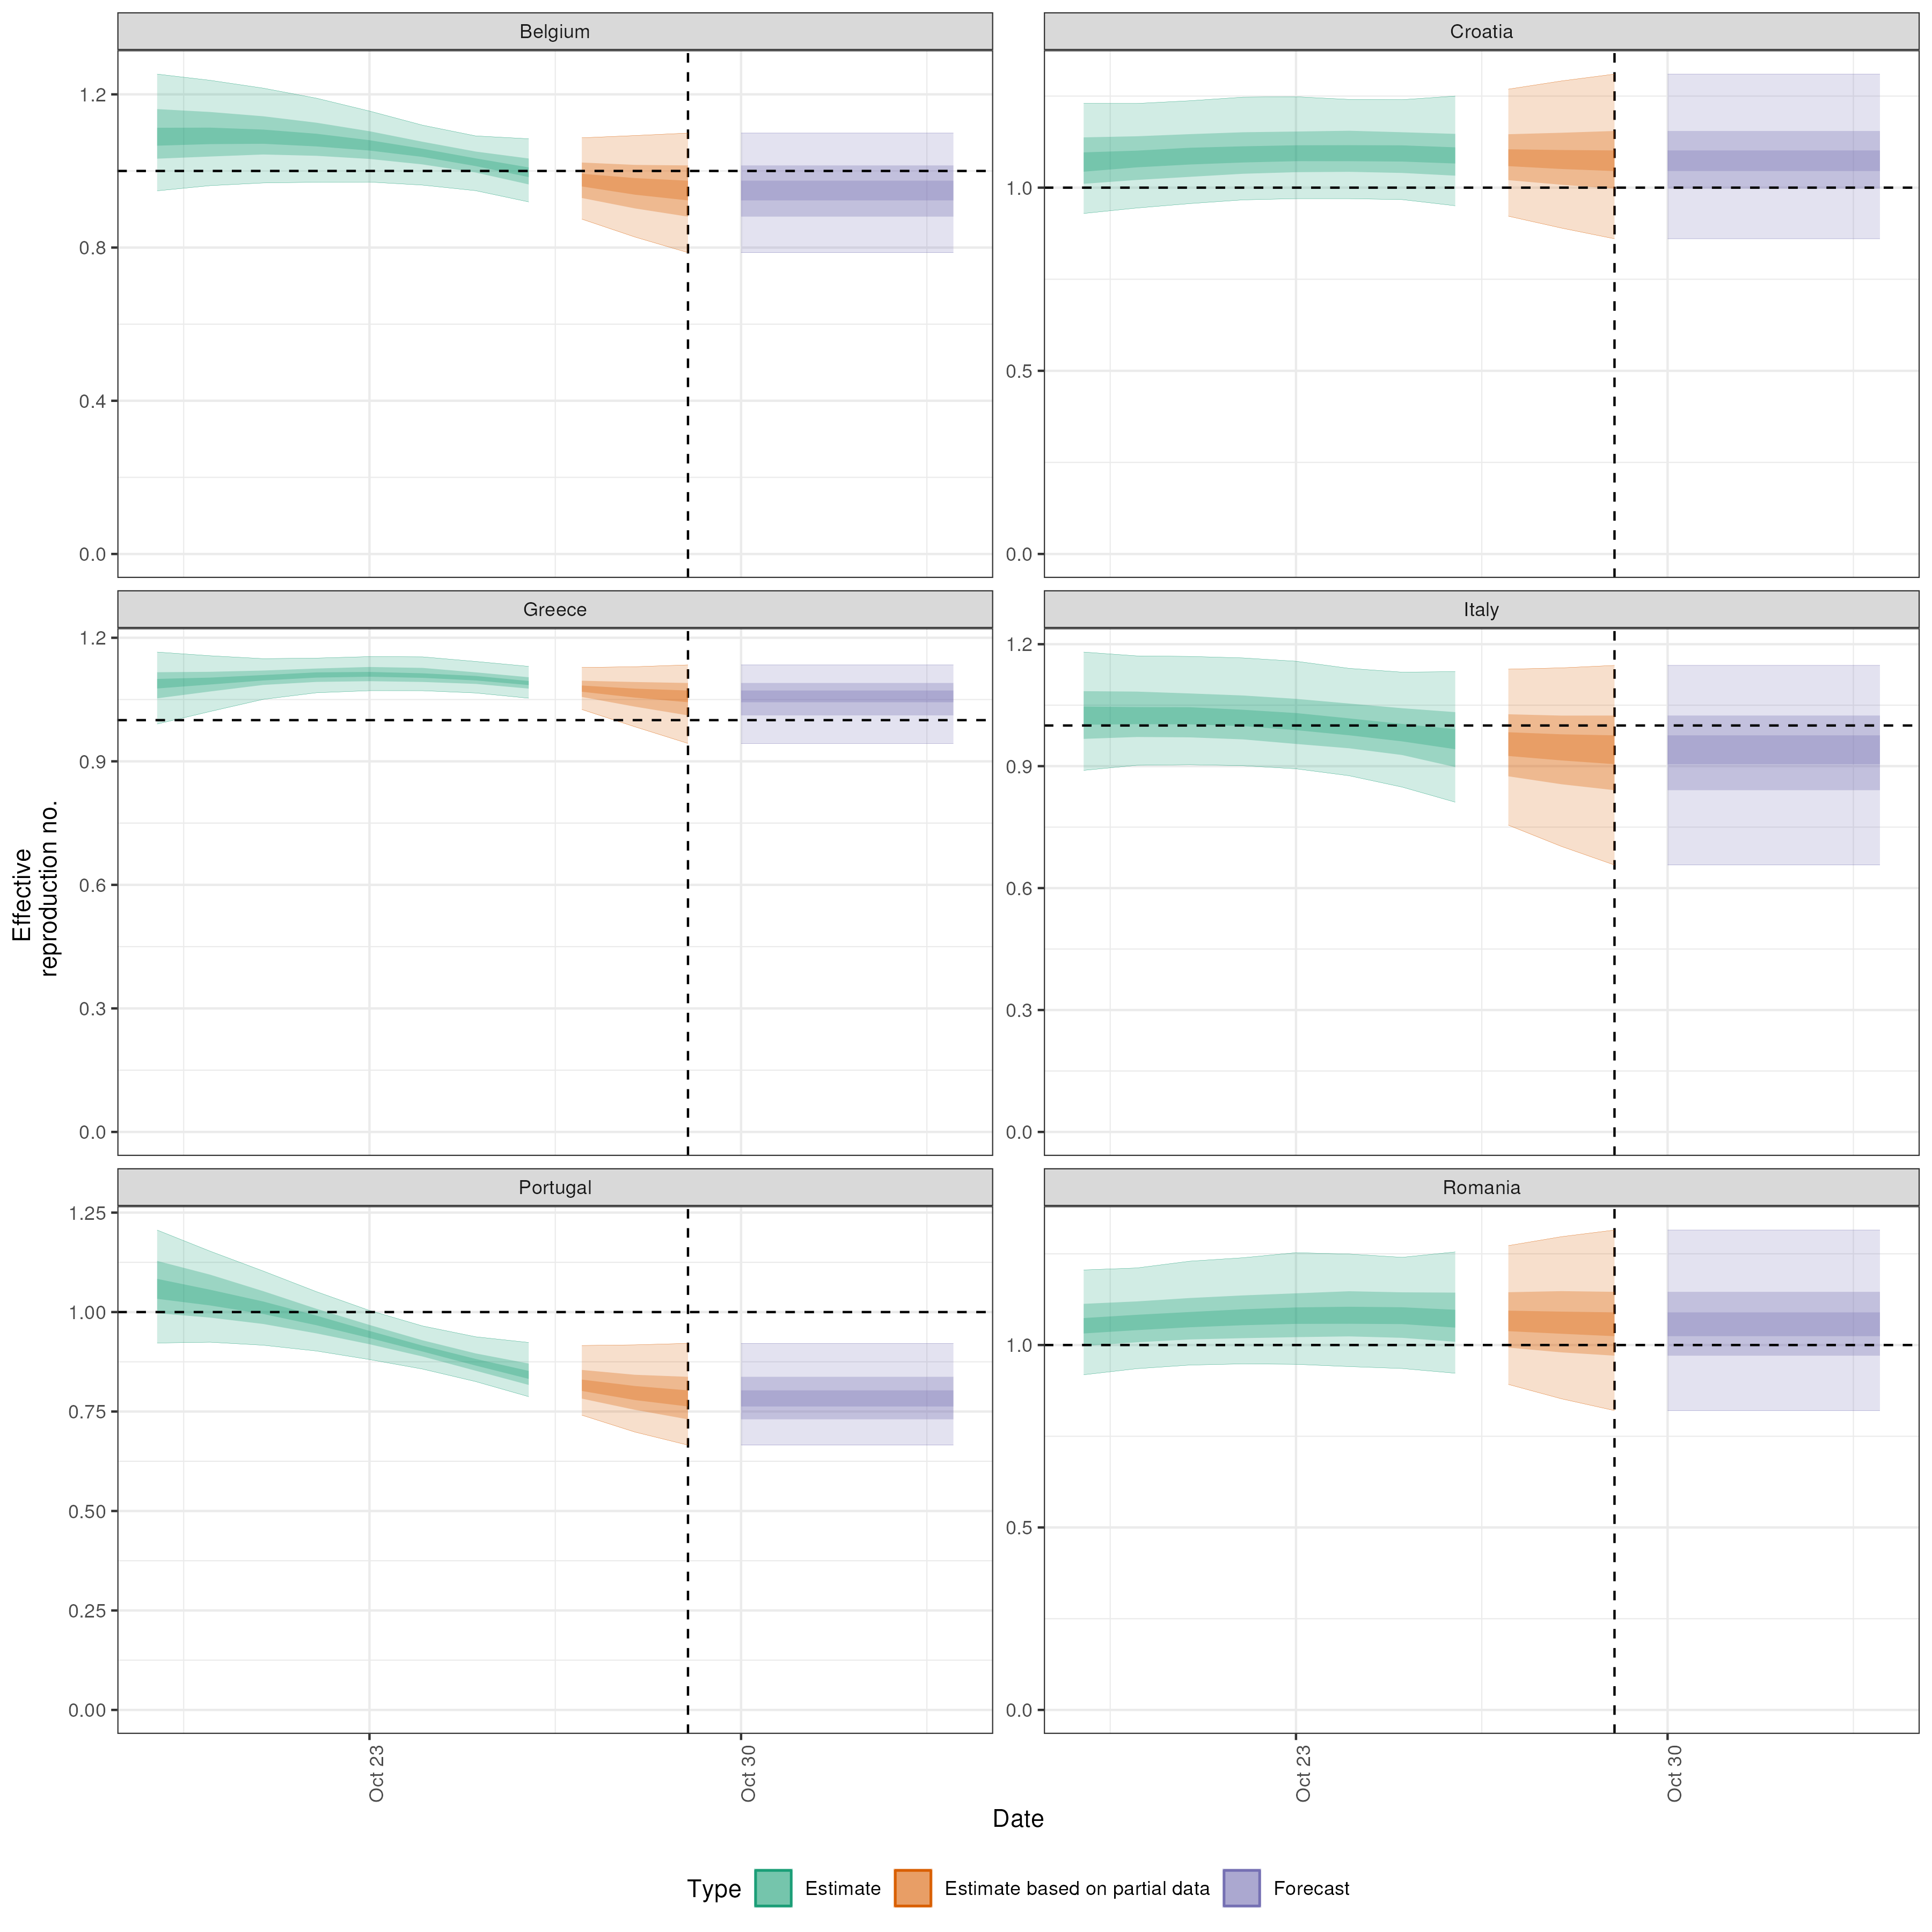 Belgium
Croatia
1.2
0.8
0.4
0.0
1.0
0.5
0.0
Greece
Italy
1.2
0.9
0.6
0.3
0.0
1.2
0.9
0.6
0.3
0.0
Effective
reproduction no.
Portugal
Romania
1.25
1.00
0.75
0.50
0.25
0.00
1.0
0.5
0.0
Oct 23
Oct 30
Oct 23
Oct 30
Date
Type
Estimate
Estimate based on partial data
Forecast